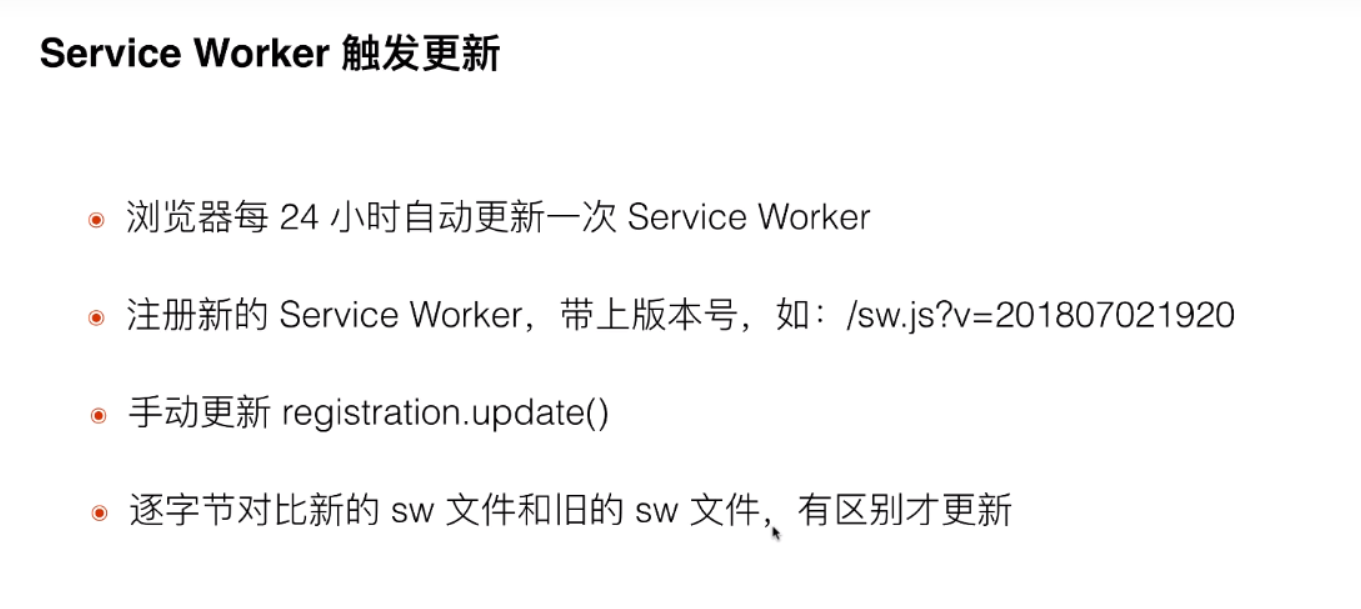 Service Worker 触发更新
浏览器每 24 小时自动更新一次 Service Worker
注册新的 Service Worker，带上版本号，如：/sw.js?v=201807021920
手动更新 registration.update()
逐字节对比新的 sw 文件和旧的 sw 文件，有区别才更新